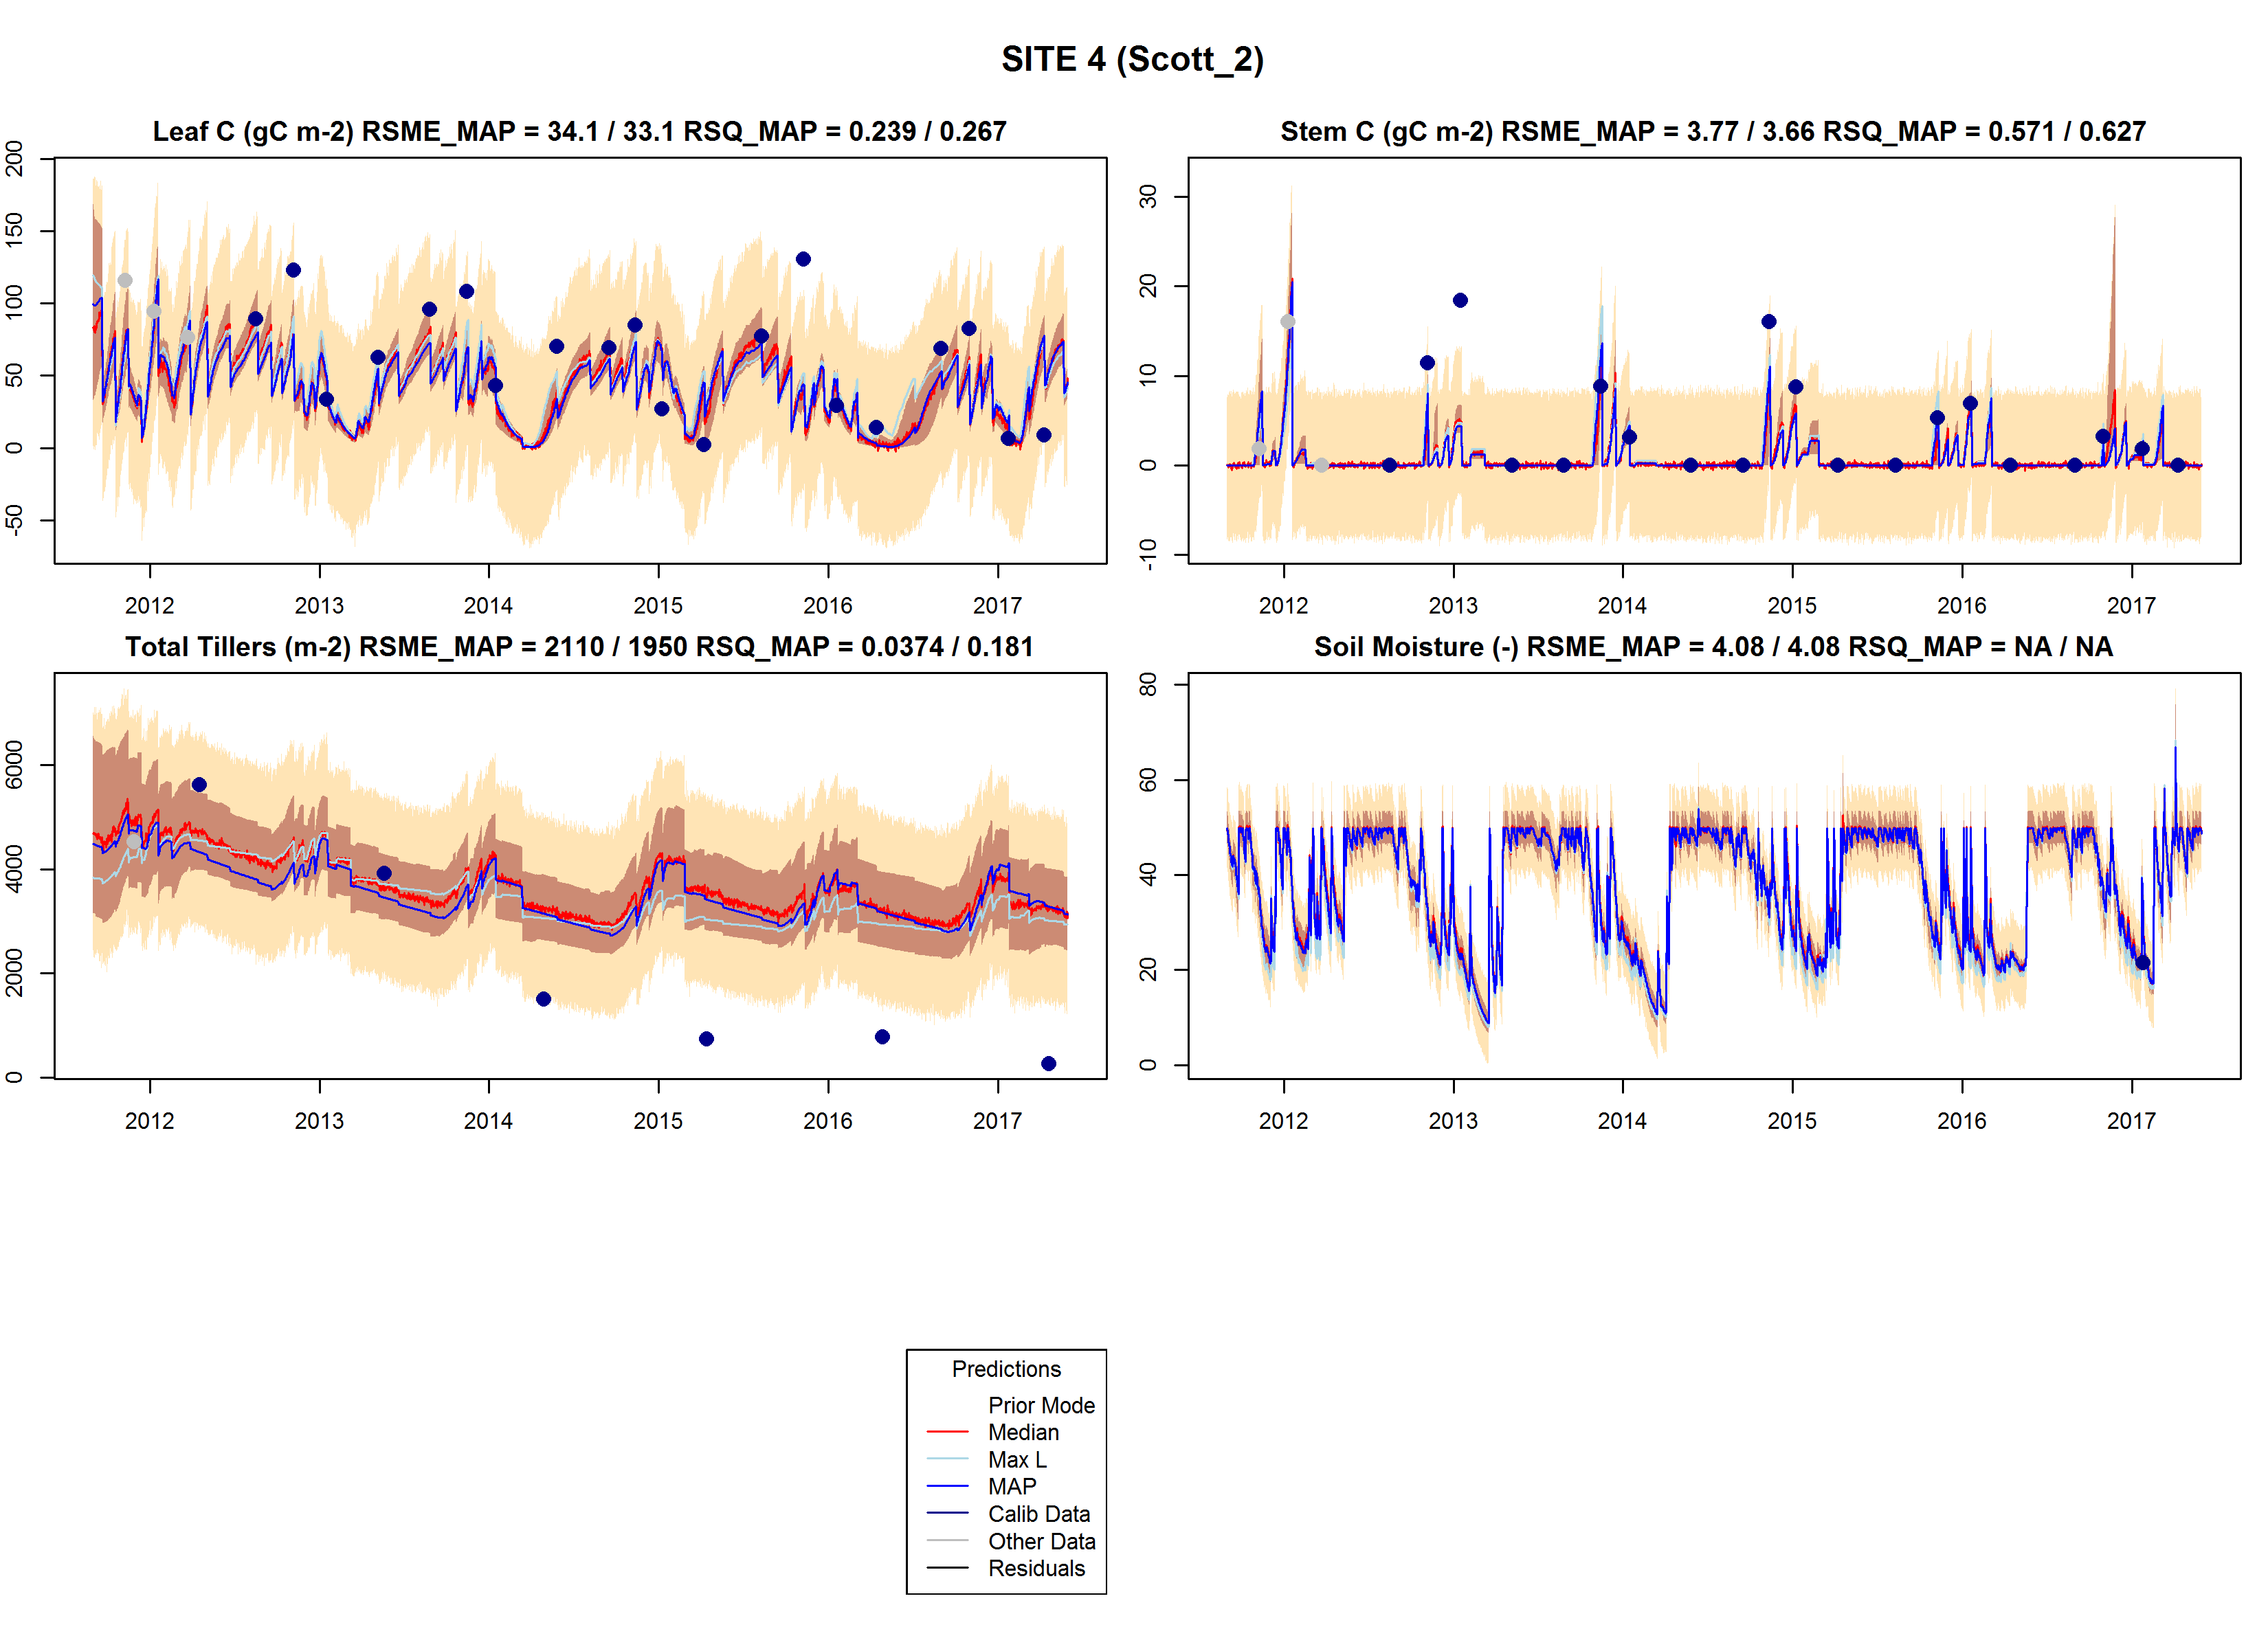 SITE 4 (Scott_2)
Leaf C (gC m-2) RSME_MAP = 34.1 / 33.1 RSQ_MAP = 0.239 / 0.267
200
150
100
50
0
-50
2012 2013 2014 2015 2016 2017
Stem C (gC m-2) RSME_MAP = 3.77 / 3.66 RSQ_MAP = 0.571 / 0.627
30
20
10
0
-10
2012 2013 2014 2015 2016 2017
Total Tillers (m-2) RSME_MAP = 2110 / 1950 RSQ_MAP = 0.0374 / 0.181
6000
4000
2000
0
2012 2013 2014 2015 2016 2017
Soil Moisture (-) RSME_MAP = 4.08 / 4.08 RSQ_MAP = NA / NA
80
60
40
20
0
2012 2013 2014 2015 2016 2017
Predictions
Prior Mode
Median
Max L
MAP
Calib Data
Other Data
Residuals